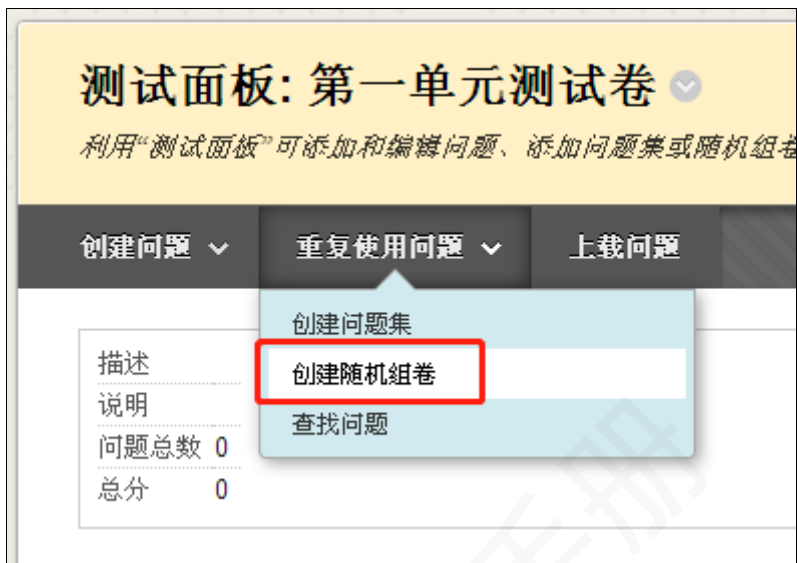 测试面板: 第一单元测试卷
利用“测试面板”可添加和编辑问题、添加问题集或随机组卷
创建问题 重复使用问题 上载问题
创建问题集
创建随机组卷
查找问题
描述
说明
问题总数 0
总分 0
手册